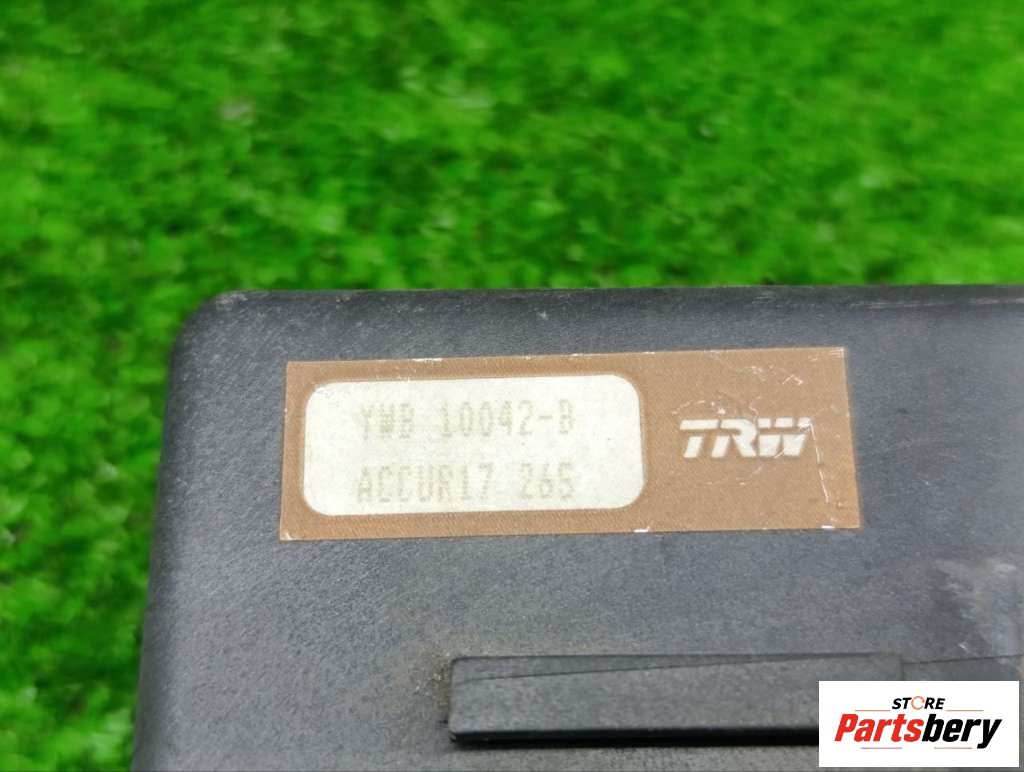 YWB 10042-B
ACCUR17 265
TRW
STORE
Partsbery